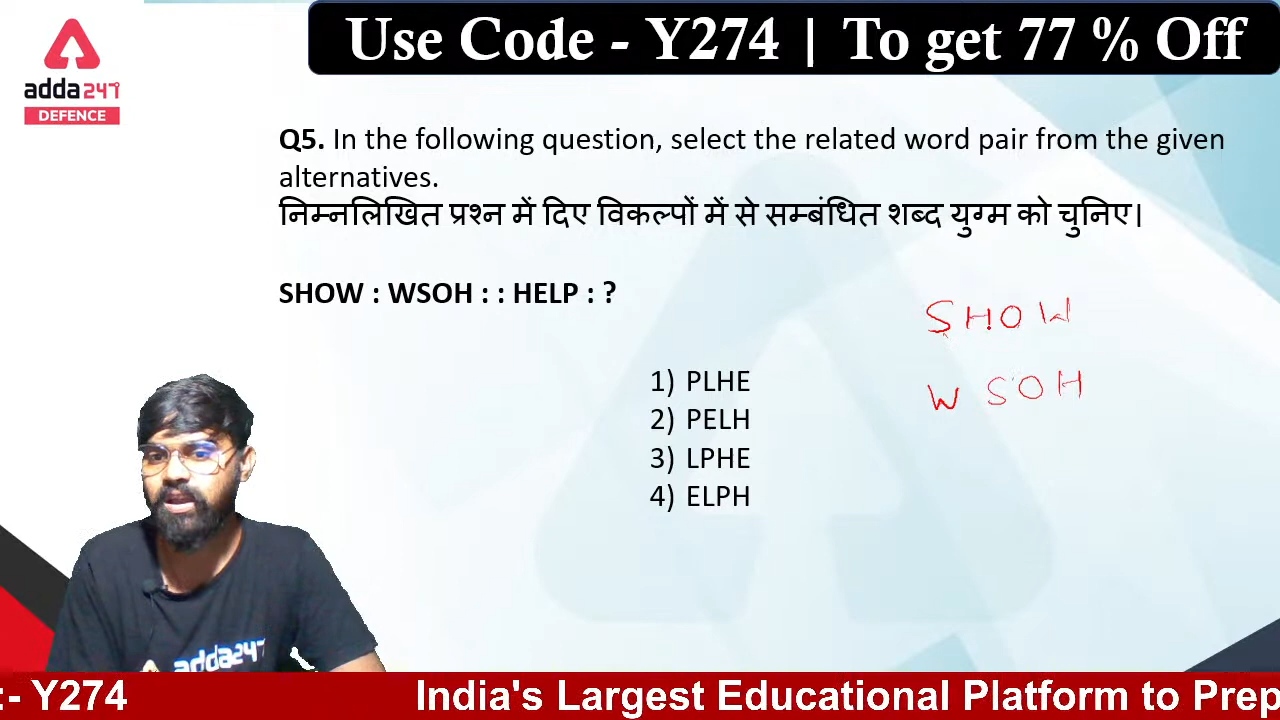 Use Code - Y274 | To get 77 % Off
adda247
DEFENCE
Q5. In the following question, select the related word pair from the given
alternatives.
निम्नलिखित प्रश्न में दिए विकल्पों में से सम्बंधित शब्द युग्म को चुनिए।
SHOW : WSOH : : HELP : ?
SHOW
WSOH
1) PLHE
2) PELH
3) LPHE
4) ELPH
adda247
:- Y274 India's Largest Educational Platform to Prep